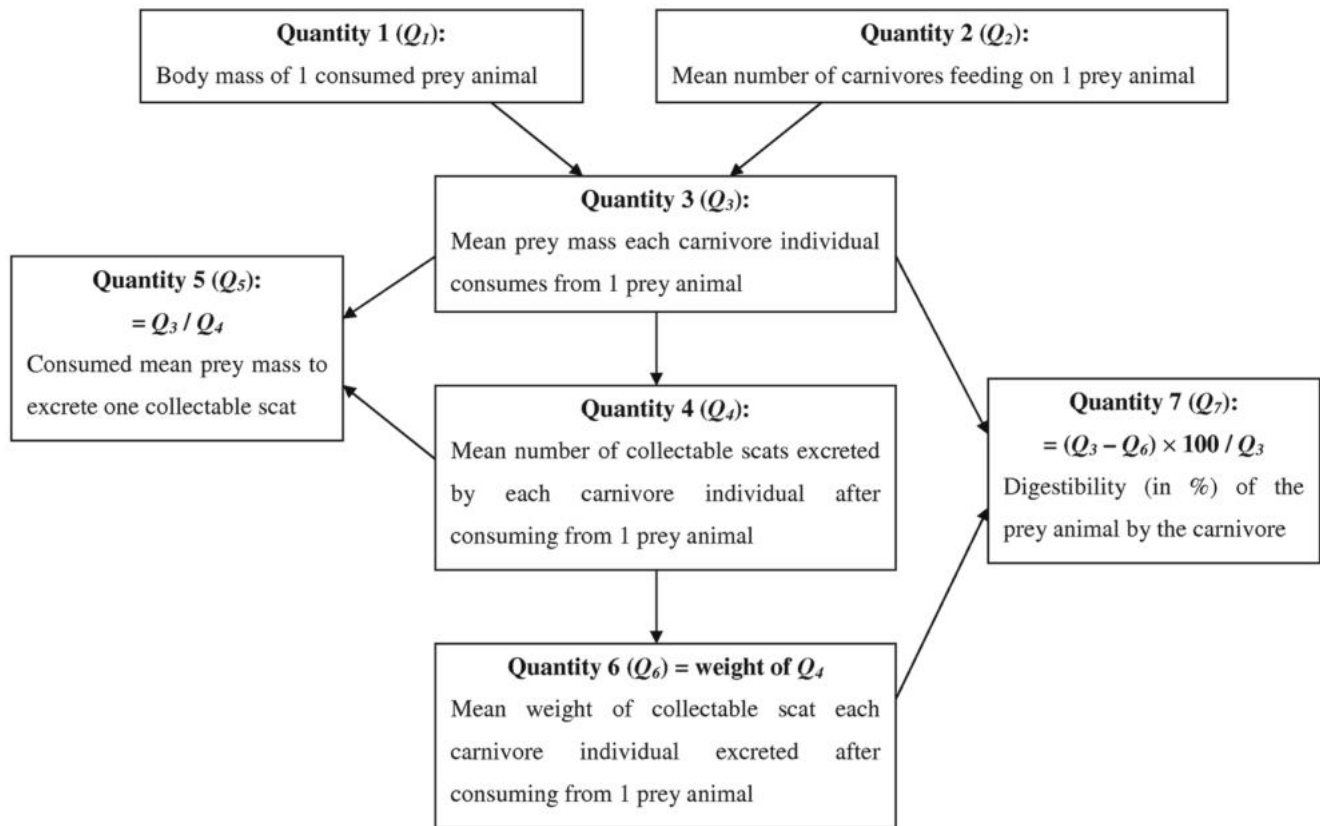 Quantity 1 (Q1):
Body mass of 1 consumed prey animal
Quantity 2 (Q2):
Mean number of carnivores feeding on 1 prey animal
Quantity 3 (Q3):
Mean prey mass each carnivore individual
consumes from 1 prey animal
Quantity 5 (Q5):
= Q3 / Q4
Consumed mean prey mass to
excrete one collectable scat
Quantity 4 (Q4):
Mean number of collectable scats excreted
by each carnivore individual after
consuming from 1 prey animal
Quantity 7 (Q7):
= (Q3 – Q6) × 100 / Q3
Digestibility (in %) of the
prey animal by the carnivore
Quantity 6 (Q6) = weight of Q4
Mean weight of collectable scat each
carnivore individual excreted after
consuming from 1 prey animal